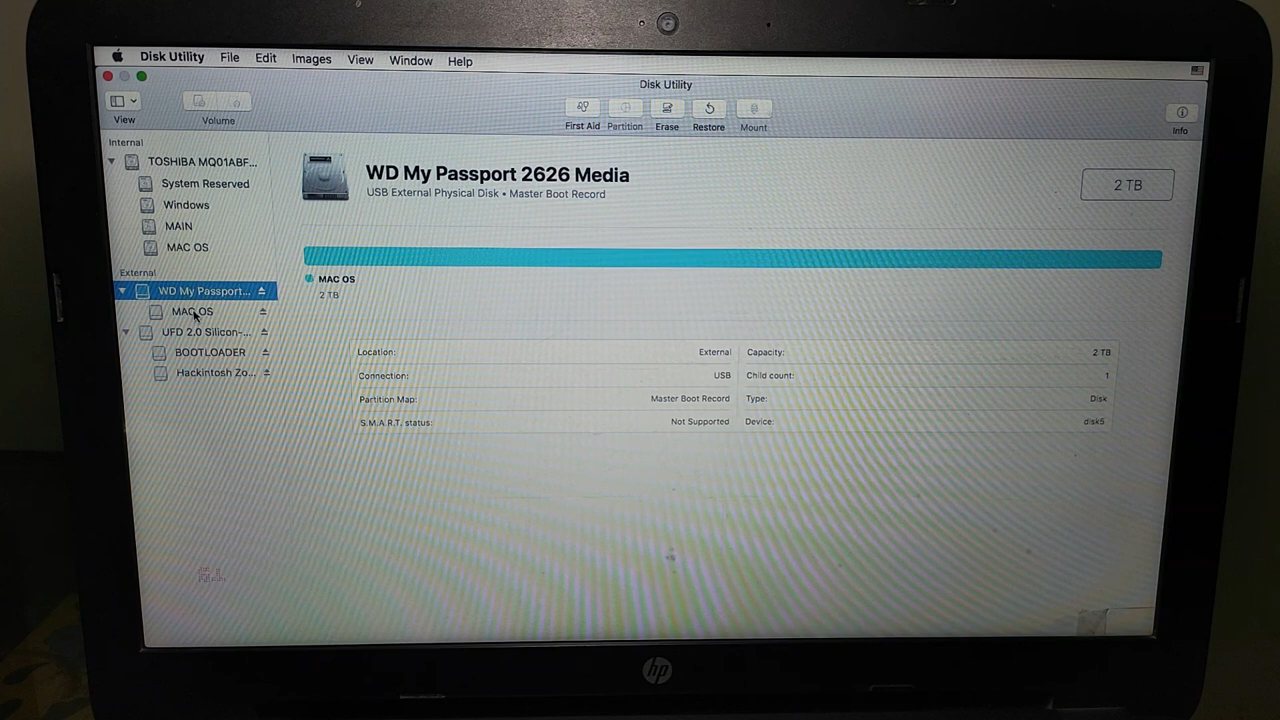 Disk Utility File Edit Images View Window Help
Disk Utility
View
Volume
First Aid Partition Erase Restore Mount
Info
Internal
TOSHIBA MQ01ABF...
System Reserved
Windows
MAIN
MAC OS
External
WD My Passport...
MAC OS
UFD 2.0 Silicon-...
BOOTLOADER
Hackintosh Zo...
WD My Passport 2626 Media
USB External Physical Disk • Master Boot Record
2 TB
MAC OS
2 TB
Location: External
Connection: USB
Partition Map: Master Boot Record
S.M.A.R.T. status: Not Supported
Capacity: 2 TB
Child count: 1
Type: Disk
Device: disk5
hp